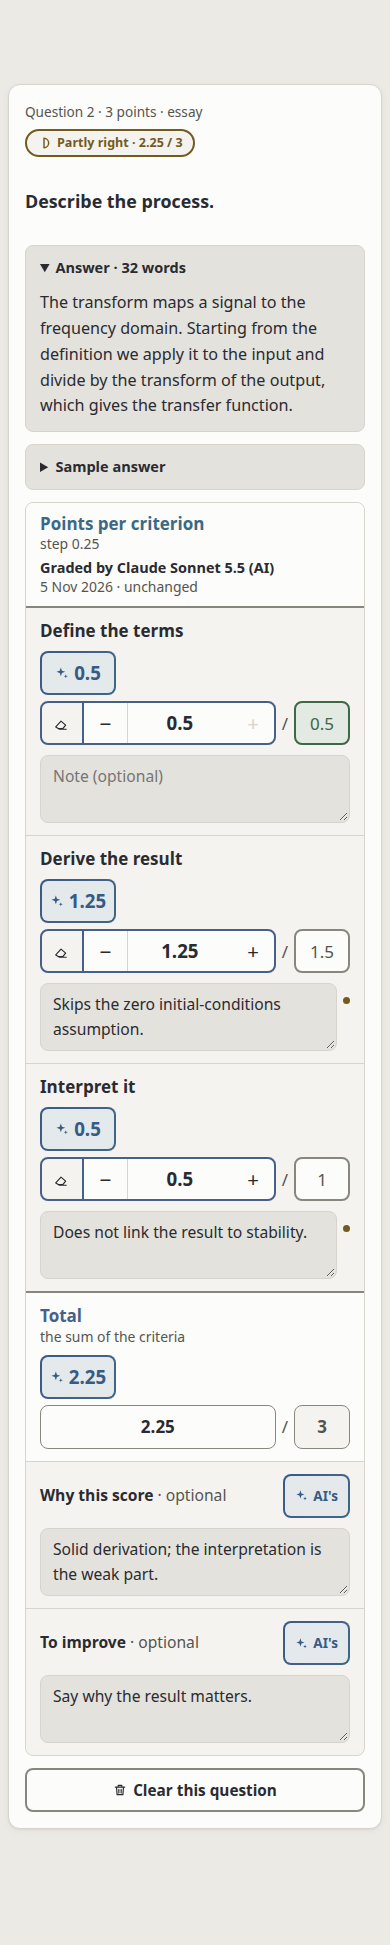 Question 2 · 3 points · essay
Partly right · 2.25 / 3
Describe the process.
Answer · 32 words
The transform maps a signal to the
frequency domain. Starting from the
definition we apply it to the input and
divide by the transform of the output,
which gives the transfer function.
Sample answer
Points per criterion
step 0.25
Graded by Claude Sonnet 5.5 (AI)
5 Nov 2026 · unchanged
Define the terms
0.5
− 0.5 + / 0.5
Note (optional)
Derive the result
1.25
− 1.25 + / 1.5
Skips the zero initial-conditions
assumption.
Interpret it
0.5
− 0.5 + / 1
Does not link the result to stability.
Total
the sum of the criteria
2.25
2.25 / 3
Why this score · optional AI's
Solid derivation; the interpretation is
the weak part.
To improve · optional AI's
Say why the result matters.
Clear this question